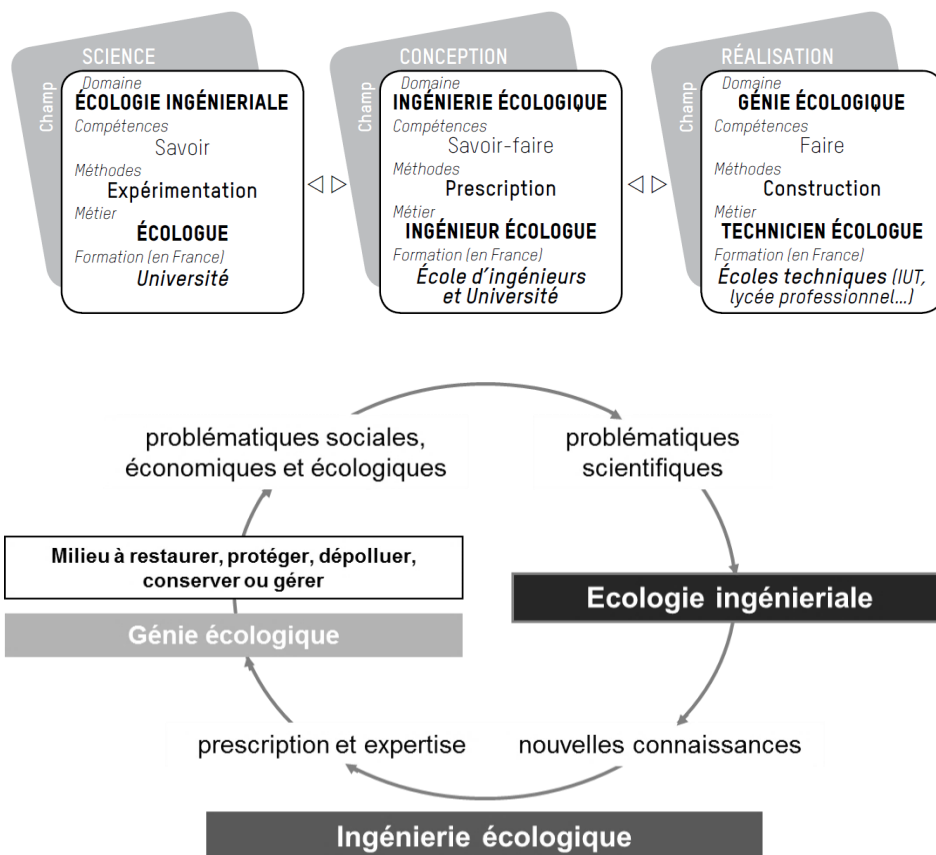 SCIENCE
Champ
Domaine
ÉCOLOGIE INGÉNIERIALE
Compétences
Savoir
Méthodes
Expérimentation
Métier
ÉCOLOGUE
Formation (en France)
Université
CONCEPTION
Champ
Domaine
INGÉNIERIE ÉCOLOGIQUE
Compétences
Savoir-faire
Méthodes
Prescription
Métier
INGÉNIEUR ÉCOLOGUE
Formation (en France)
École d'ingénieurs
et Université
RÉALISATION
Champ
Domaine
GÉNIE ÉCOLOGIQUE
Compétences
Faire
Méthodes
Construction
Métier
TECHNICIEN ÉCOLOGUE
Formation (en France)
Écoles techniques (IUT,
lycée professionnel...)
problématiques sociales,
économiques et écologiques
problématiques
scientifiques
Milieu à restaurer, protéger, dépolluer,
conserver ou gérer
Ecologie ingénieriale
Génie écologique
prescription et expertise
nouvelles connaissances
Ingénierie écologique